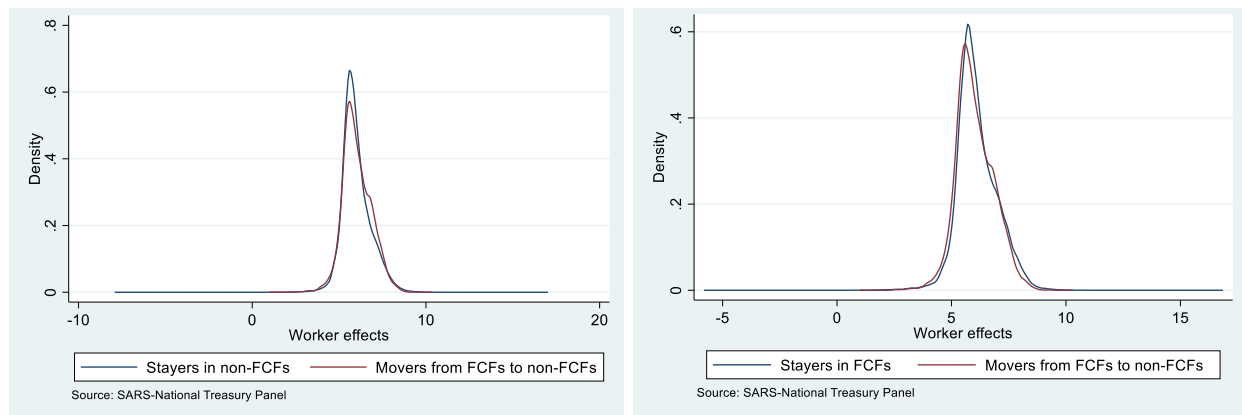 .8
.6
.4
.2
0
Density
-10 0 10 20
Worker effects
Stayers in non-FCFs Movers from FCFs to non-FCFs
Source: SARS-National Treasury Panel
.6
.4
.2
0
Density
-5 0 5 10 15
Worker effects
Stayers in FCFs Movers from FCFs to non-FCFs
Source: SARS-National Treasury Panel